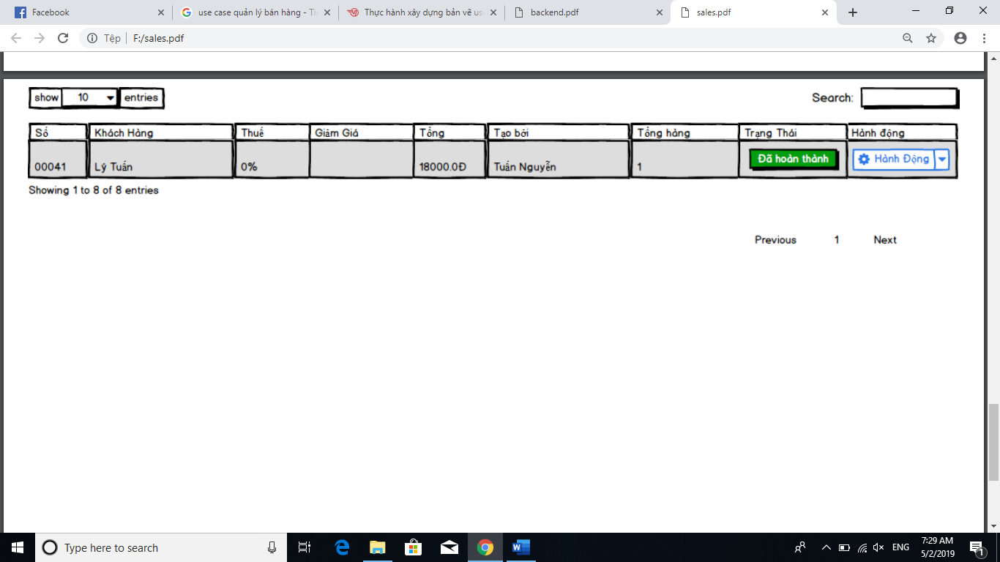 Facebook
use case quản lý bán hàng - Tì
Thực hành xây dựng bản vẽ us
backend.pdf
sales.pdf
Tệp F:/sales.pdf
show 10 entries Search:
Số Khách Hàng Thuế Giảm Giá Tổng Tạo bởi Tổng hàng Trạng Thái Hành động
00041 Lý Tuấn 0% 18000.0Đ Tuấn Nguyễn 1 Đã hoàn thành Hành Động
Showing 1 to 8 of 8 entries
Previous 1 Next
Type here to search
ENG
7:29 AM
5/2/2019
1